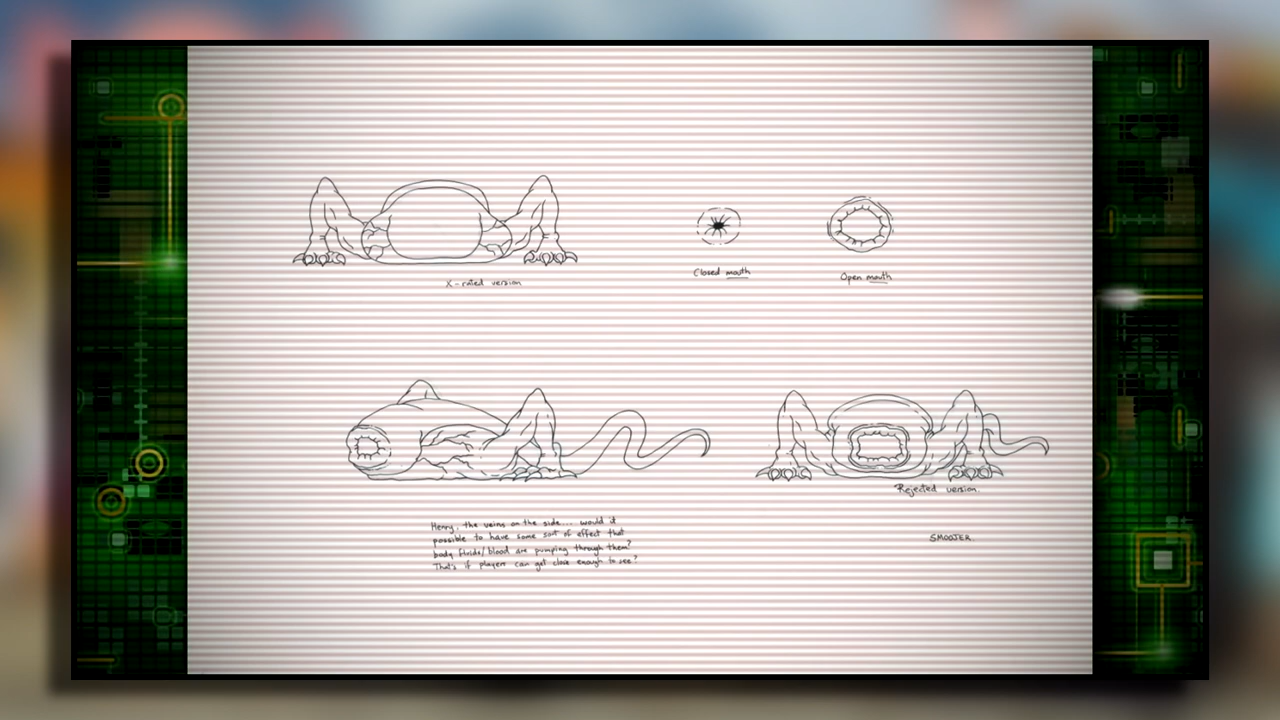 X-rated version
Closed mouth
Open mouth
Rejected version.
Henry, the veins on the side... would it
possible to have some sort of effect that
body fluids/blood are pumping through them?
That's if players can get close enough to see?
SMOOJER